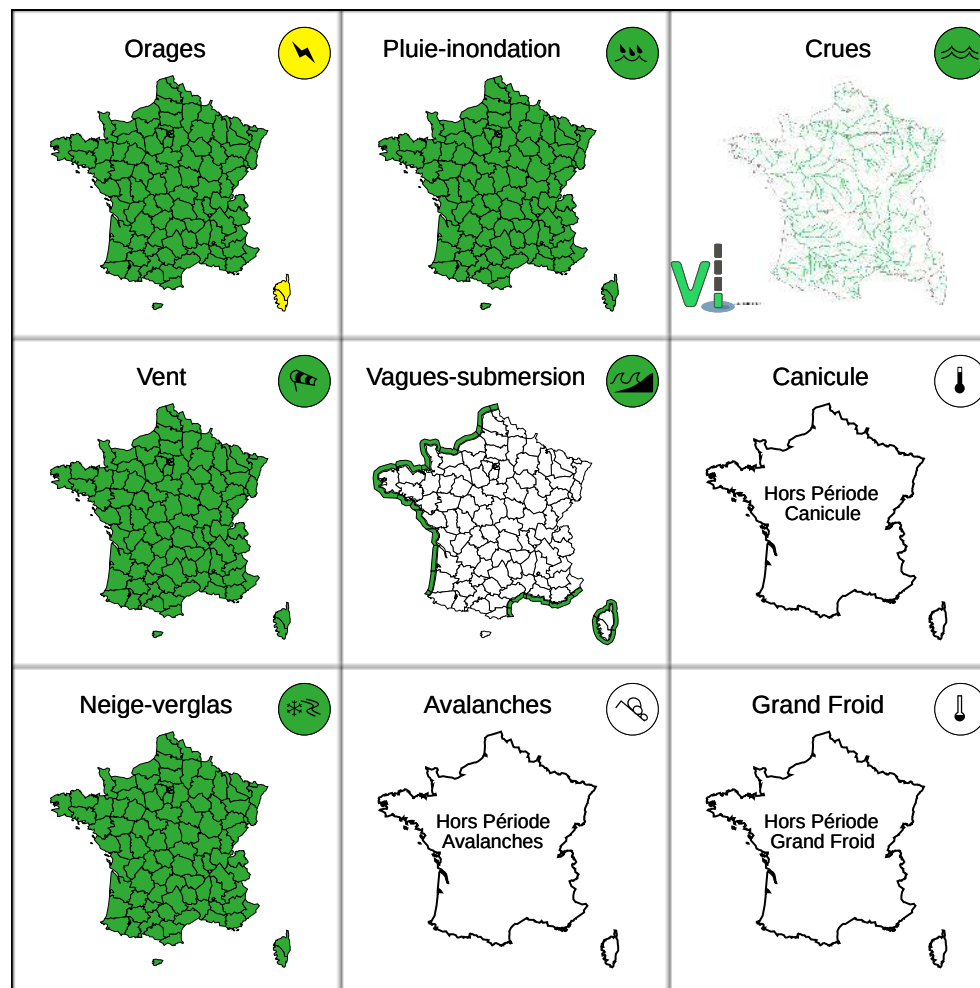 Orages
Pluie-inondation
Crues
Vent
Vagues-submersion
Canicule
Hors Période
Canicule
Neige-verglas
Avalanches
Grand Froid
Hors Période
Avalanches
Hors Période
Grand Froid